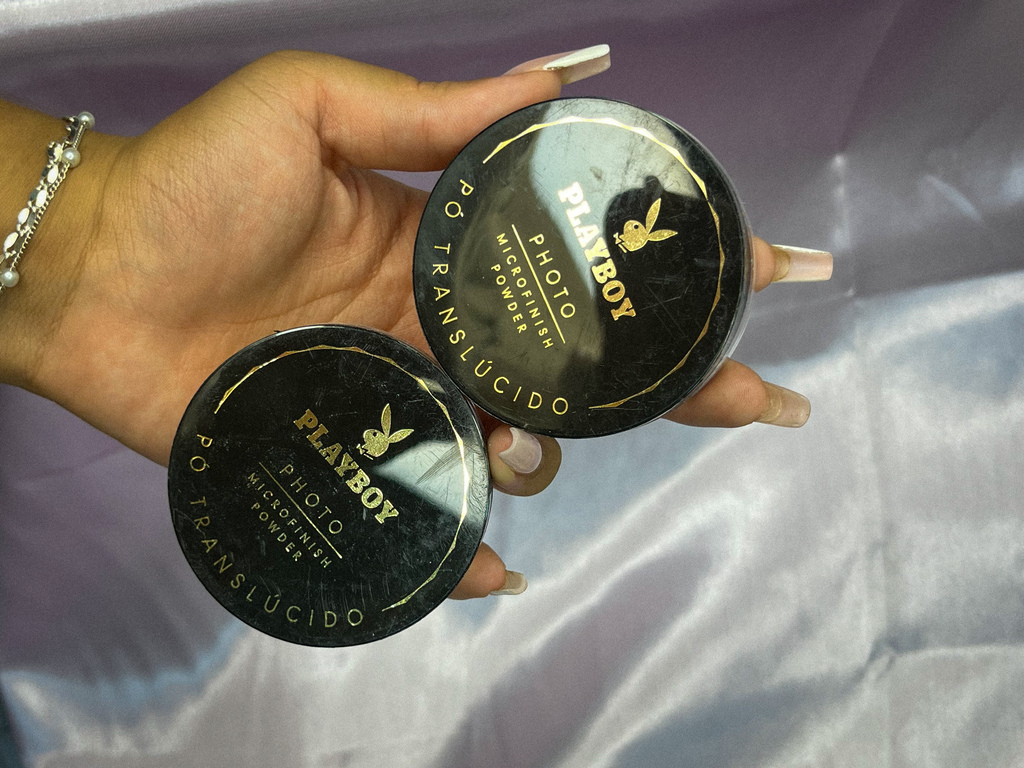 PLAYBOY
PHOTO
MICROFINISH
POWDER
PÓ TRANSLÚCIDO
PLAYBOY
PHOTO
MICROFINISH
POWDER
PÓ TRANSLÚCIDO